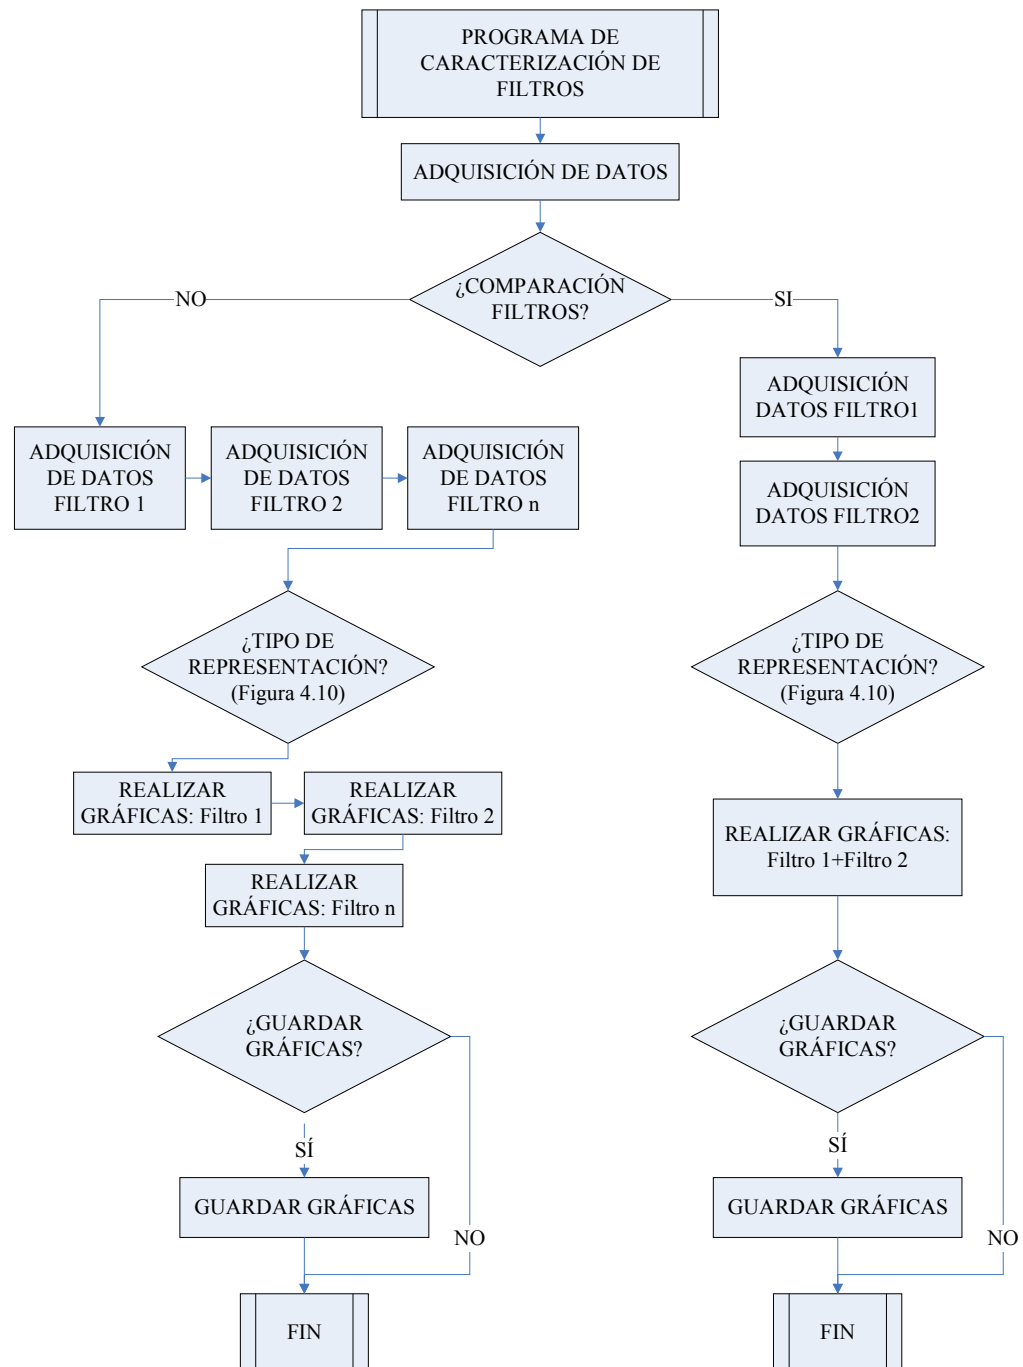 PROGRAMA DE
CARACTERIZACIÓN DE
FILTROS
ADQUISICIÓN DE DATOS
¿COMPARACIÓN
FILTROS?
NO
SI
ADQUISICIÓN
DE DATOS
FILTRO 1
ADQUISICIÓN
DE DATOS
FILTRO 2
ADQUISICIÓN
DE DATOS
FILTRO n
ADQUISICIÓN
DATOS FILTRO1
ADQUISICIÓN
DATOS FILTRO2
¿TIPO DE
REPRESENTACIÓN?
(Figura 4.10)
¿TIPO DE
REPRESENTACIÓN?
(Figura 4.10)
REALIZAR
GRÁFICAS: Filtro 1
REALIZAR
GRÁFICAS: Filtro 2
REALIZAR
GRÁFICAS: Filtro n
REALIZAR GRÁFICAS:
Filtro 1+Filtro 2
¿GUARDAR
GRÁFICAS?
¿GUARDAR
GRÁFICAS?
SÍ
SÍ
GUARDAR GRÁFICAS
NO
GUARDAR GRÁFICAS
NO
FIN
FIN